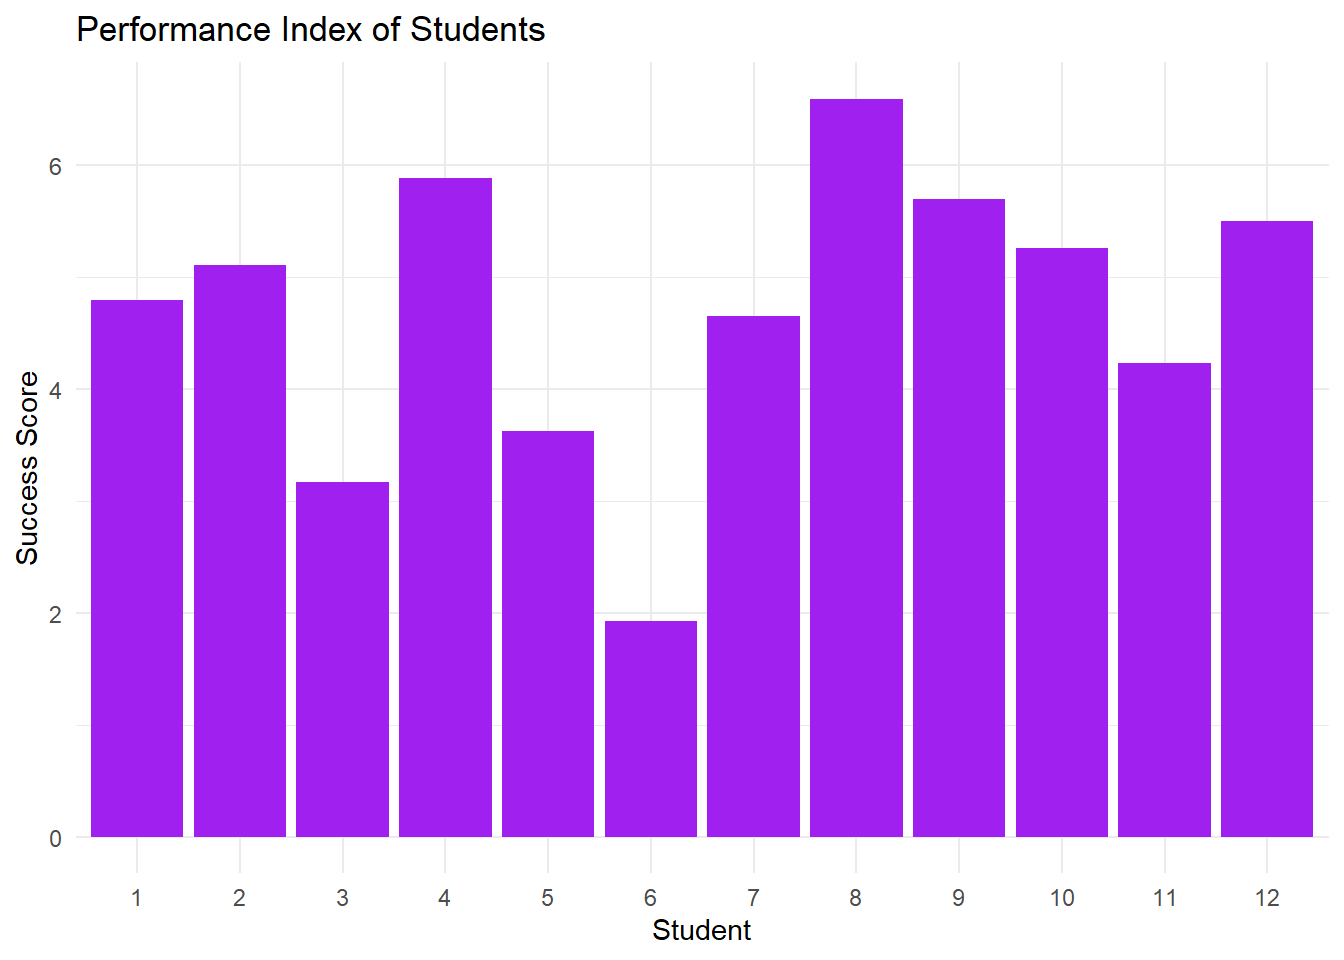 Performance Index of Students
6
4
2
0
Success Score
1 2 3 4 5 6 7 8 9 10 11 12
Student